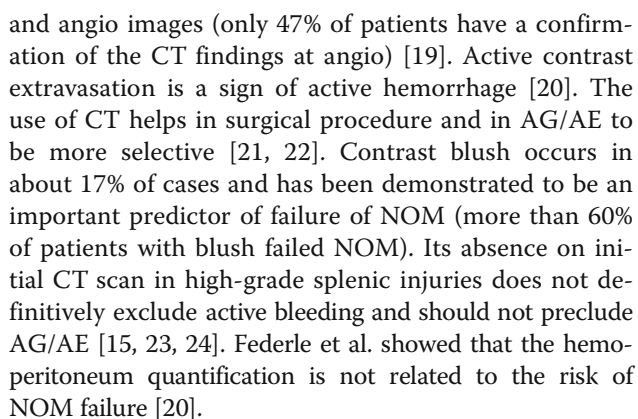 and angio images (only 47% of patients have a confirm-
ation of the CT findings at angio) [19]. Active contrast
extravasation is a sign of active hemorrhage [20]. The
use of CT helps in surgical procedure and in AG/AE to
be more selective [21, 22]. Contrast blush occurs in
about 17% of cases and has been demonstrated to be an
important predictor of failure of NOM (more than 60%
of patients with blush failed NOM). Its absence on ini-
tial CT scan in high-grade splenic injuries does not de-
finitively exclude active bleeding and should not preclude
AG/AE [15, 23, 24]. Federle et al. showed that the hemo-
peritoneum quantification is not related to the risk of
NOM failure [20].